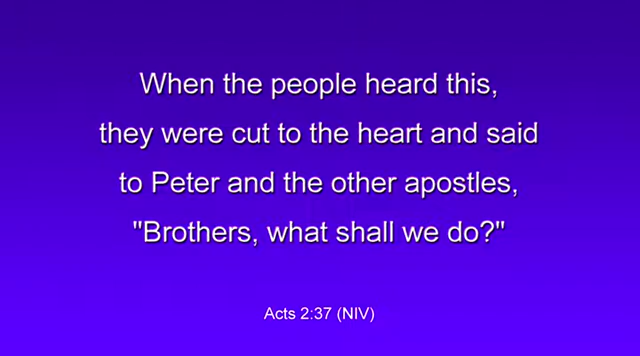 When the people heard this,
they were cut to the heart and said
to Peter and the other apostles,
"Brothers, what shall we do?"
Acts 2:37 (NIV)